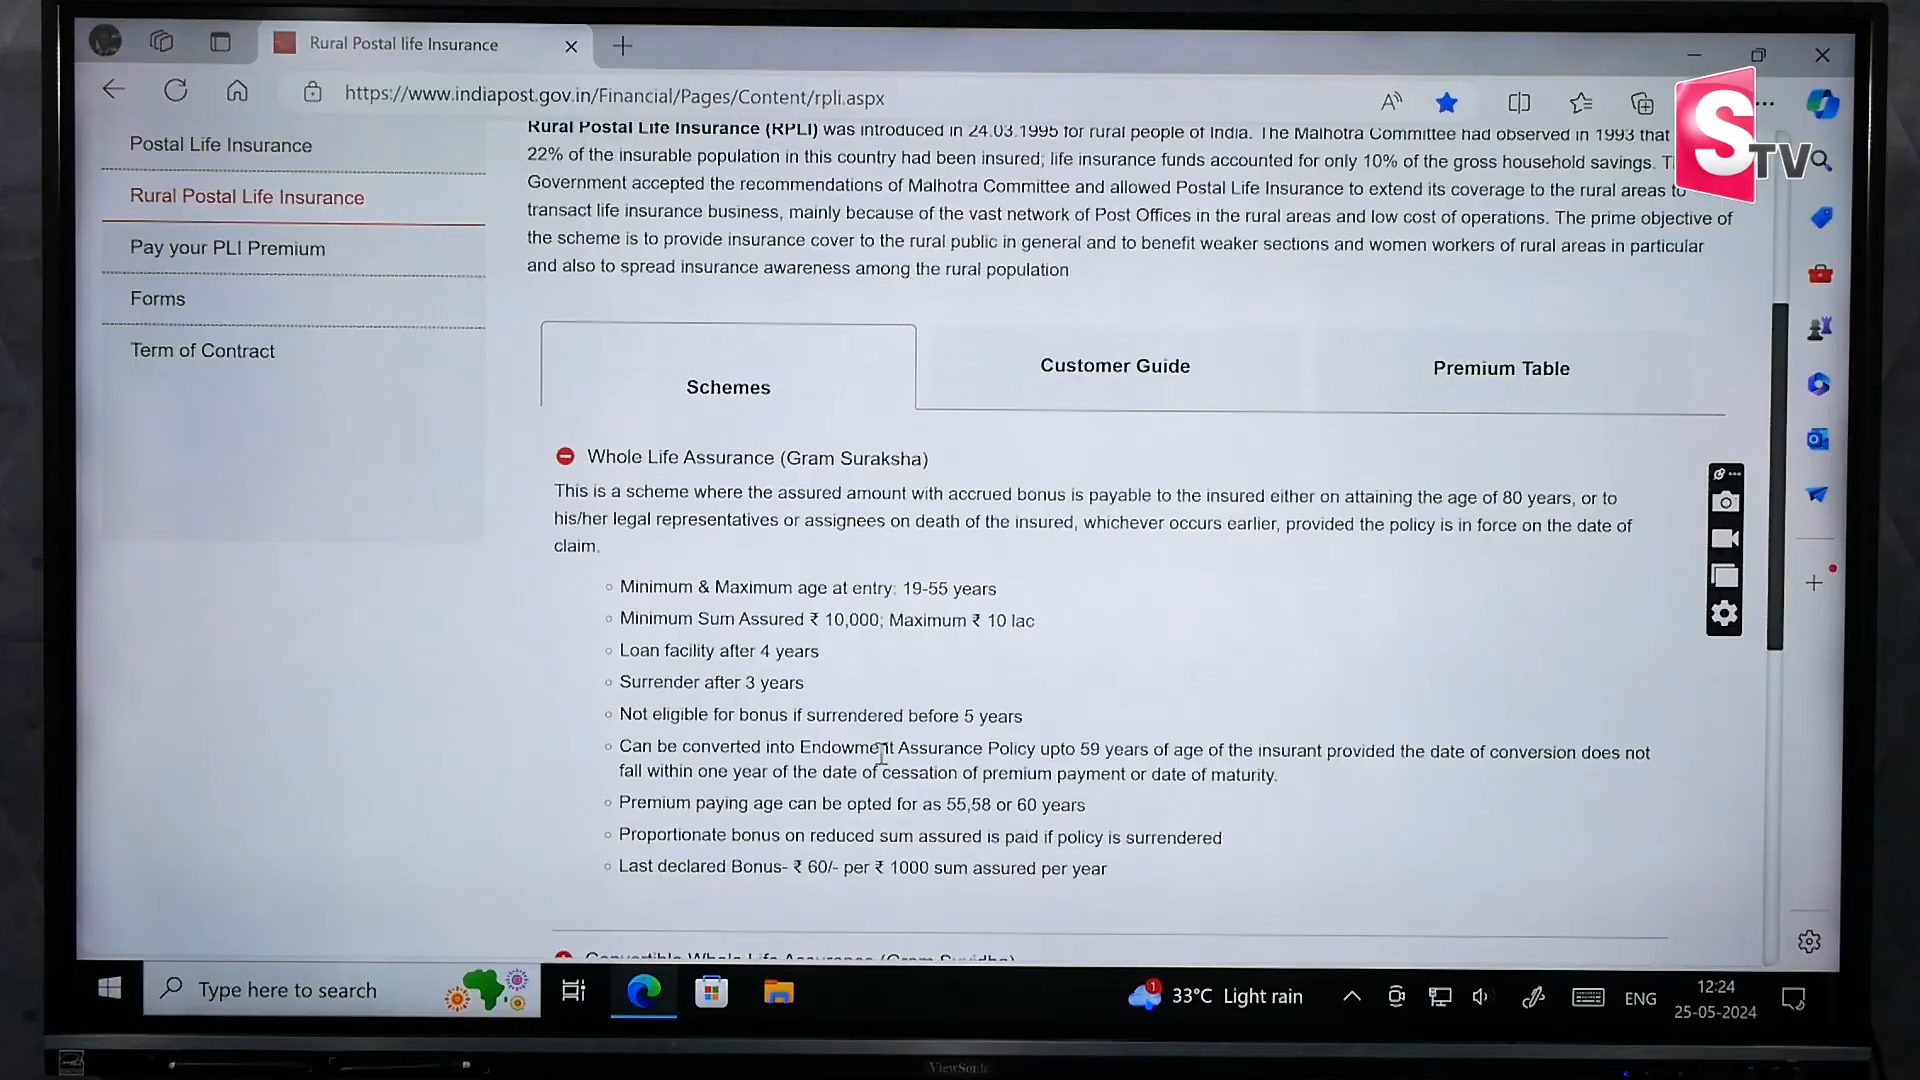 Rural Postal life Insurance
https://www.indiapost.gov.in/Financial/Pages/Content/rpli.aspx
S TV
Postal Life Insurance
Rural Postal Life Insurance
Pay your PLI Premium
Forms
Term of Contract
Rural Postal Life Insurance (RPLI) was introduced in 24.03.1995 for rural people of India. The Malhotra Committee had observed in 1993 that
22% of the insurable population in this country had been insured; life insurance funds accounted for only 10% of the gross household savings.
Government accepted the recommendations of Malhotra Committee and allowed Postal Life Insurance to extend its coverage to the rural areas to
transact life insurance business, mainly because of the vast network of Post Offices in the rural areas and low cost of operations. The prime objective of
the scheme is to provide insurance cover to the rural public in general and to benefit weaker sections and women workers of rural areas in particular
and also to spread insurance awareness among the rural population
Schemes
Customer Guide
Premium Table
Whole Life Assurance (Gram Suraksha)
This is a scheme where the assured amount with accrued bonus is payable to the insured either on attaining the age of 80 years, or to
his/her legal representatives or assignees on death of the insured, whichever occurs earlier, provided the policy is in force on the date of
claim.
Minimum & Maximum age at entry: 19-55 years
Minimum Sum Assured ₹ 10,000; Maximum ₹ 10 lac
Loan facility after 4 years
Surrender after 3 years
Not eligible for bonus if surrendered before 5 years
Can be converted into Endowment Assurance Policy upto 59 years of age of the insurant provided the date of conversion does not
fall within one year of the date of cessation of premium payment or date of maturity.
Premium paying age can be opted for as 55,58 or 60 years
Proportionate bonus on reduced sum assured is paid if policy is surrendered
Last declared Bonus- ₹ 60/- per ₹ 1000 sum assured per year
Convertible Whole Life Assurance (Gram Suvidha)
Type here to search
1
33°C Light rain
ENG
12:24
25-05-2024
ViewSonic